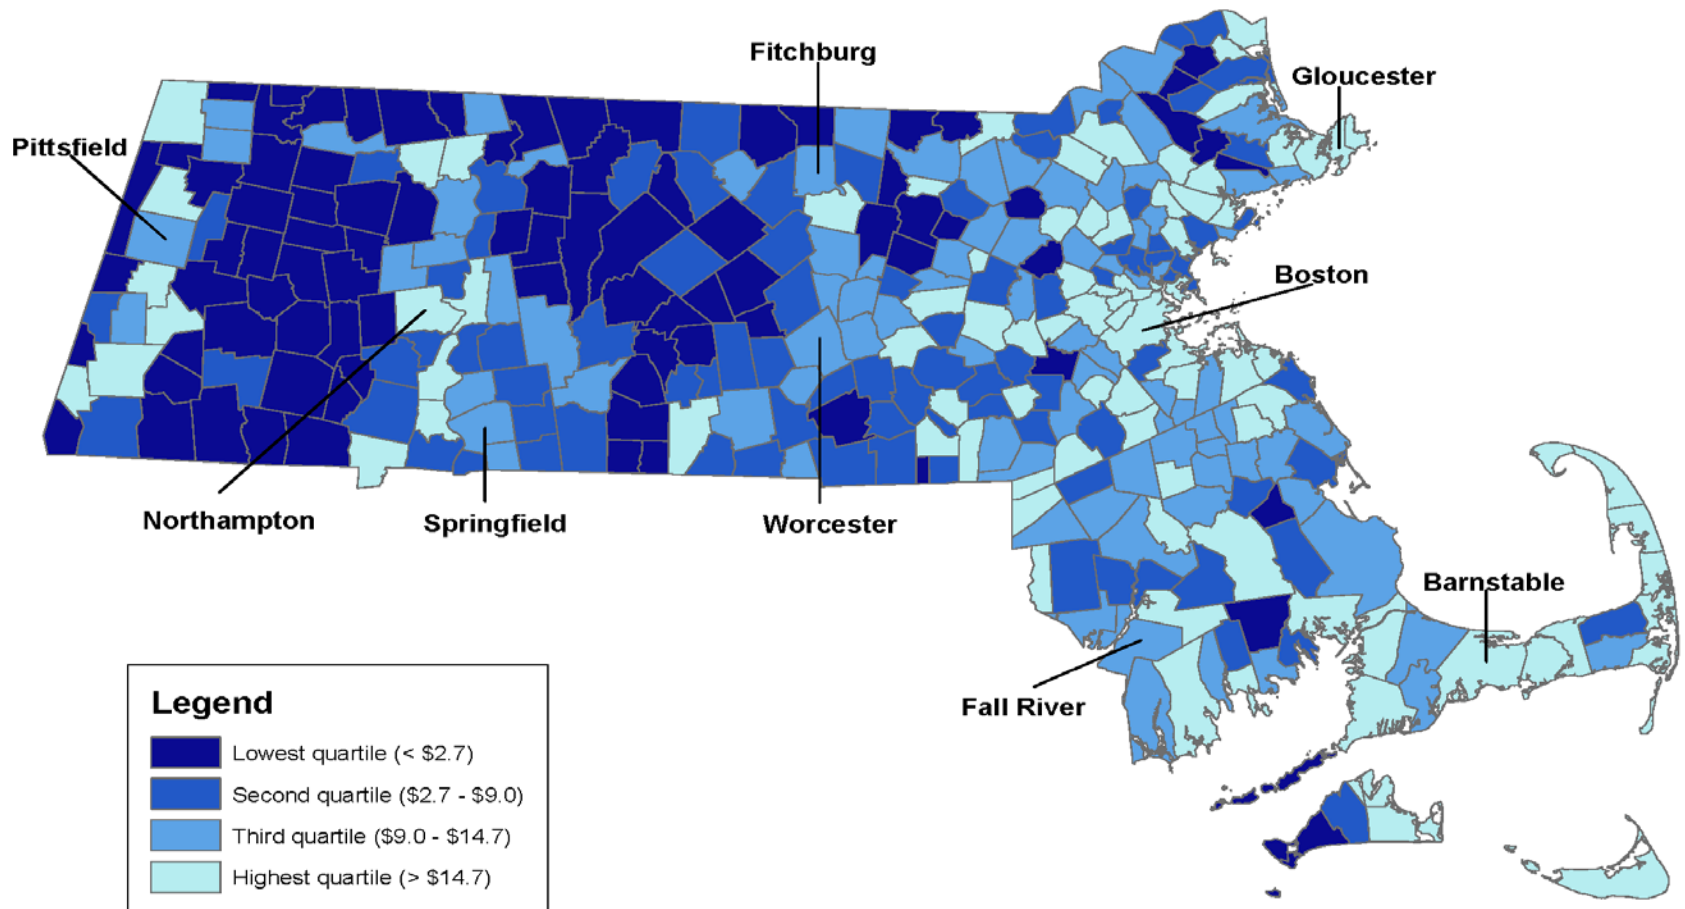 Fitchburg
Gloucester
Pittsfield
Boston
Northampton
Springfield
Worcester
Barnstable
Fall River
Legend
Lowest quartile (< $2.7)
Second quartile ($2.7 - $9.0)
Third quartile ($9.0 - $14.7)
Highest quartile (> $14.7)